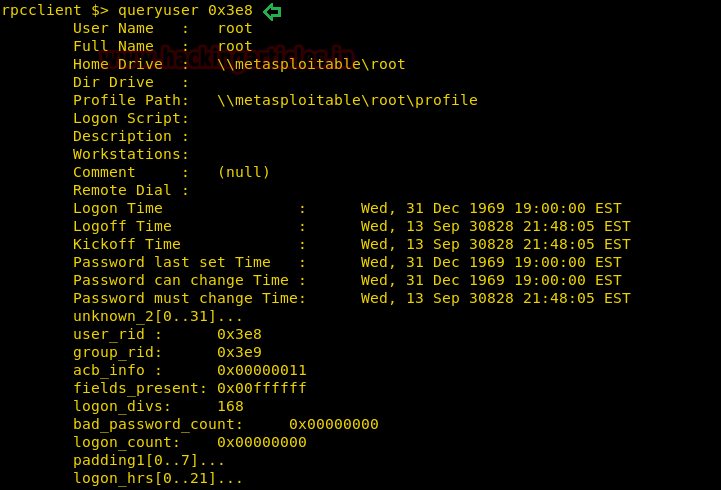 rpcclient $> queryuser 0x3e8
User Name   :   root
Full Name   :   root
Home Drive  :   \\metasploitable\root
Dir Drive   :
Profile Path:   \\metasploitable\root\profile
Logon Script:
Description :
Workstations:
Comment     :   (null)
Remote Dial :
Logon Time               :      Wed, 31 Dec 1969 19:00:00 EST
Logoff Time              :      Wed, 13 Sep 30828 21:48:05 EST
Kickoff Time             :      Wed, 13 Sep 30828 21:48:05 EST
Password last set Time   :      Wed, 31 Dec 1969 19:00:00 EST
Password can change Time :      Wed, 31 Dec 1969 19:00:00 EST
Password must change Time:      Wed, 13 Sep 30828 21:48:05 EST
unknown_2[0..31]...
user_rid :      0x3e8
group_rid:      0x3e9
acb_info :      0x00000011
fields_present: 0x00ffffff
logon_divs:     168
bad_password_count:     0x00000000
logon_count:    0x00000000
padding1[0..7]...
logon_hrs[0..21]...